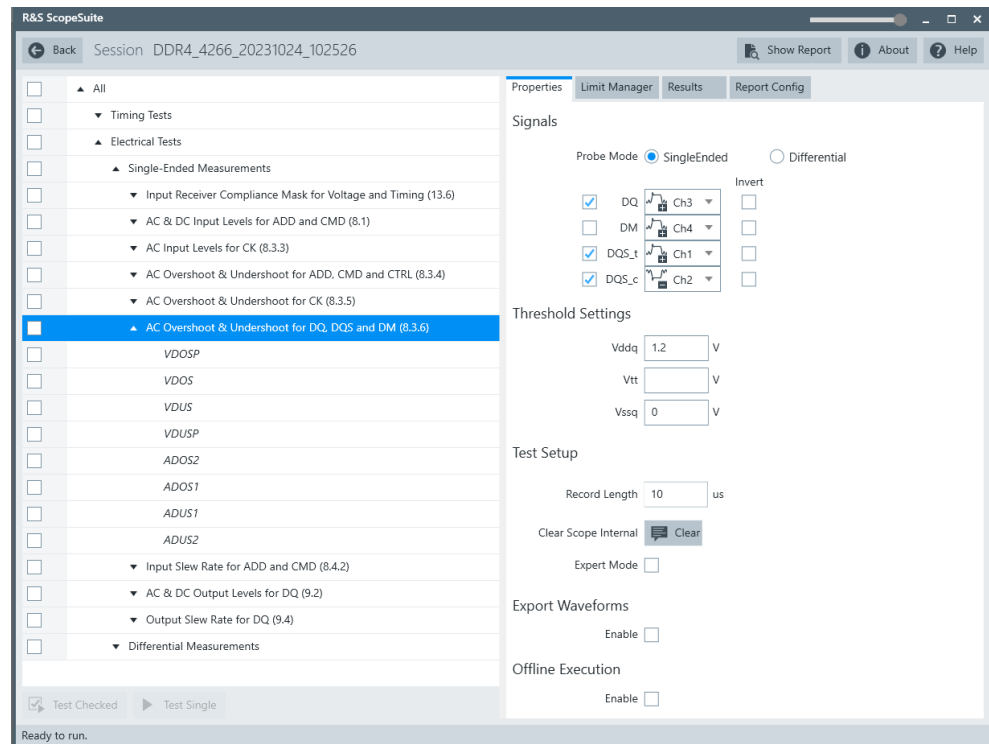 R&S ScopeSuite
Back Session DDR4_4266_20231024_102526 Show Report About Help
All
Timing Tests
Electrical Tests
Single-Ended Measurements
Input Receiver Compliance Mask for Voltage and Timing (13.6)
AC & DC Input Levels for ADD and CMD (8.1)
AC Input Levels for CK (8.3.3)
AC Overshoot & Undershoot for ADD, CMD and CTRL (8.3.4)
AC Overshoot & Undershoot for CK (8.3.5)
AC Overshoot & Undershoot for DQ, DQS and DM (8.3.6)
VDOSP
VDOS
VDUS
VDUSP
ADOS2
ADOS1
ADUS1
ADUS2
Input Slew Rate for ADD and CMD (8.4.2)
AC & DC Output Levels for DQ (9.2)
Output Slew Rate for DQ (9.4)
Differential Measurements
Test Checked Test Single
Properties Limit Manager Results Report Config
Signals
Probe Mode SingleEnded Differential
Invert
DQ Ch3
DM Ch4
DQS_t Ch1
DQS_c Ch2
Threshold Settings
Vddq 1.2 V
Vtt V
Vssq 0 V
Test Setup
Record Length 10 us
Clear Scope Internal Clear
Expert Mode
Export Waveforms
Enable
Offline Execution
Enable
Ready to run.